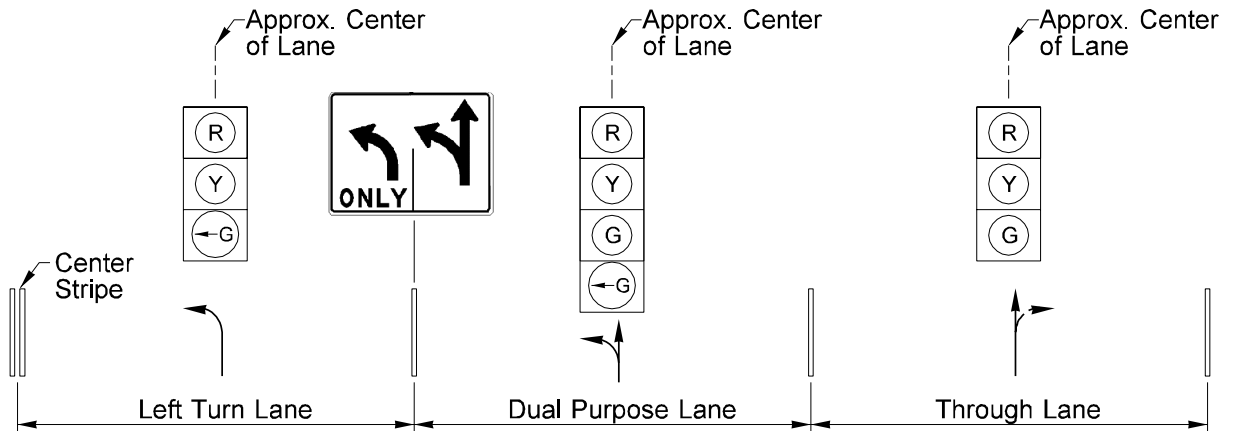 Approx. Center
of Lane
Approx. Center
of Lane
Approx. Center
of Lane
R
Y
←G
ONLY
R
Y
G
←G
R
Y
G
Center
Stripe
Left Turn Lane
Dual Purpose Lane
Through Lane